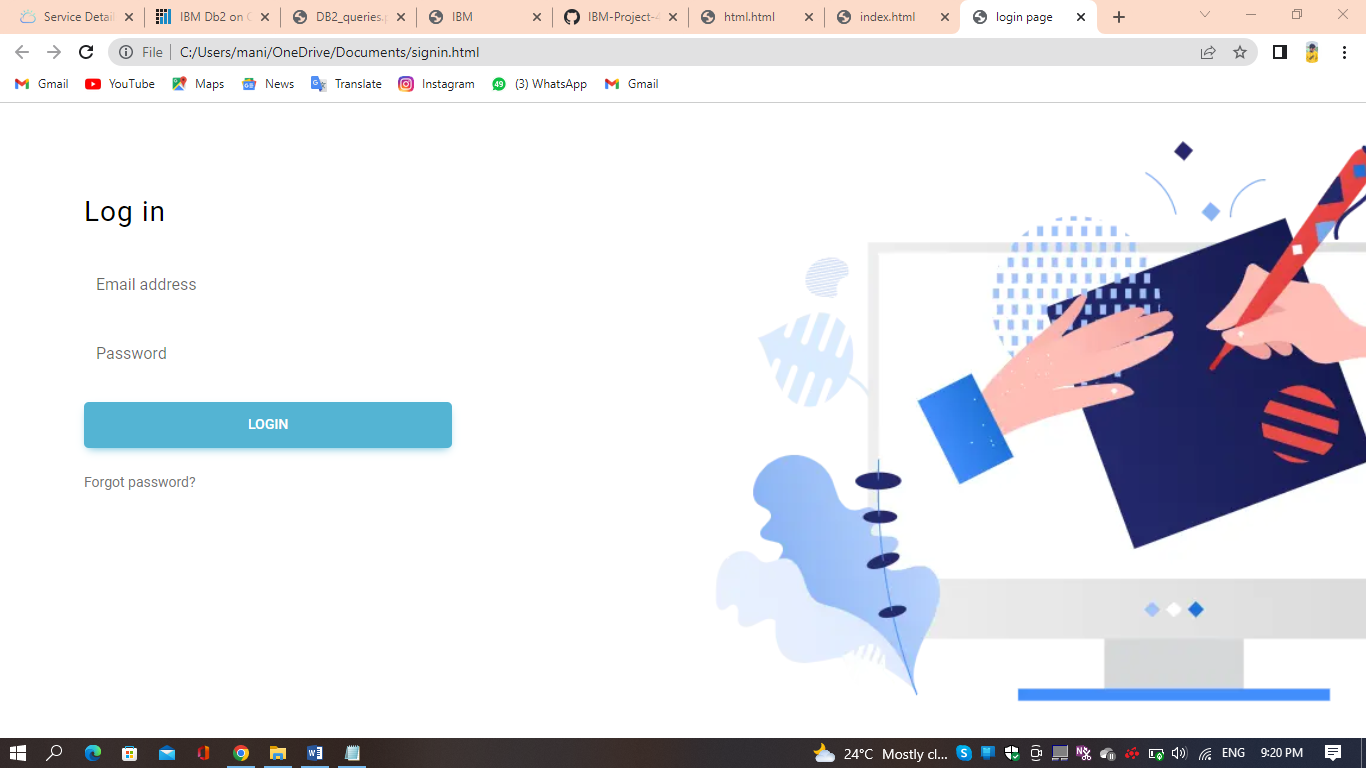 Service Detail
IBM Db2 on C
DB2_queries.p
IBM
IBM-Project-4
html.html
index.html
login page
File
C:/Users/mani/OneDrive/Documents/signin.html
Gmail
YouTube
Maps
News
Translate
Instagram
49
(3) WhatsApp
Gmail
Log in
Email address
Password
LOGIN
Forgot password?
24°C Mostly cl...
ENG
9:20 PM